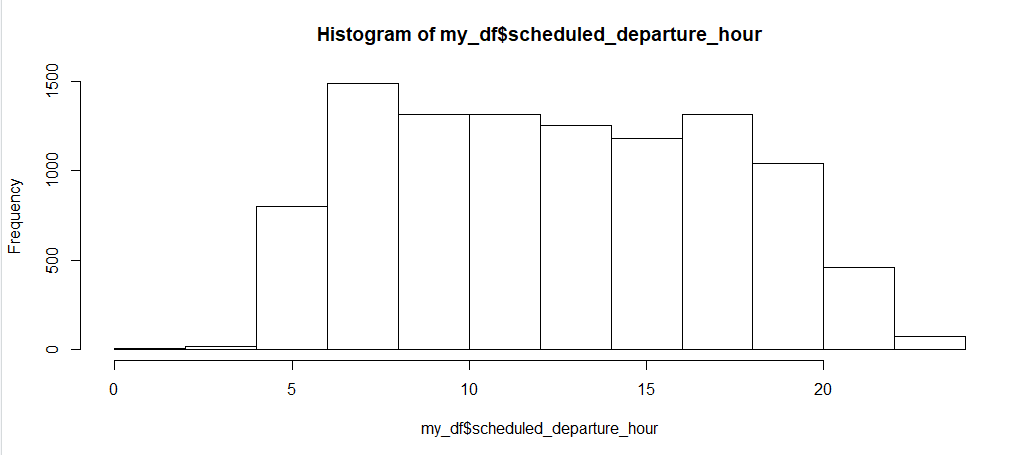 Histogram of my_df$scheduled_departure_hour
Frequency
1500
1000
500
0
0 5 10 15 20
my_df$scheduled_departure_hour